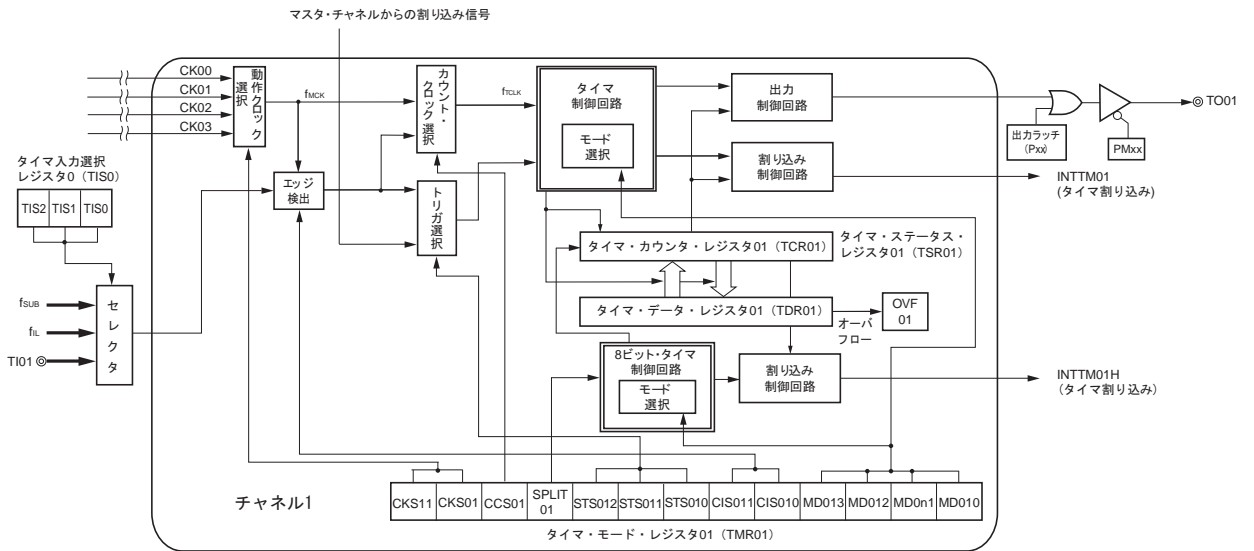 マスタ・チャネルからの割り込み信号
CK00
CK01
CK02
CK03
動作クロック
選択
fMCK
カウント・
クロック選択
fTCLK
タイマ
制御回路
モード
選択
出力
制御回路
出力ラッチ
(Pxx)
PMxx
TO01
割り込み
制御回路
INTTM01
(タイマ割り込み)
タイマ入力選択
レジスタ0 (TIS0)
TIS2
TIS1
TIS0
エッジ
検出
トリガ選択
タイマ・カウンタ・レジスタ01 (TCR01)
タイマ・ステータス・
レジスタ01 (TSR01)
タイマ・データ・レジスタ01 (TDR01)
オーバ
フロー
OVF
01
fSUB
fIL
TI01
セレクタ
8ビット・タイマ
制御回路
モード
選択
割り込み
制御回路
INTTM01H
(タイマ割り込み)
チャネル1
CKS11
CKS01
CCS01
SPLIT
01
STS012
STS011
STS010
CIS011
CIS010
MD013
MD012
MD0n1
MD010
タイマ・モード・レジスタ01 (TMR01)